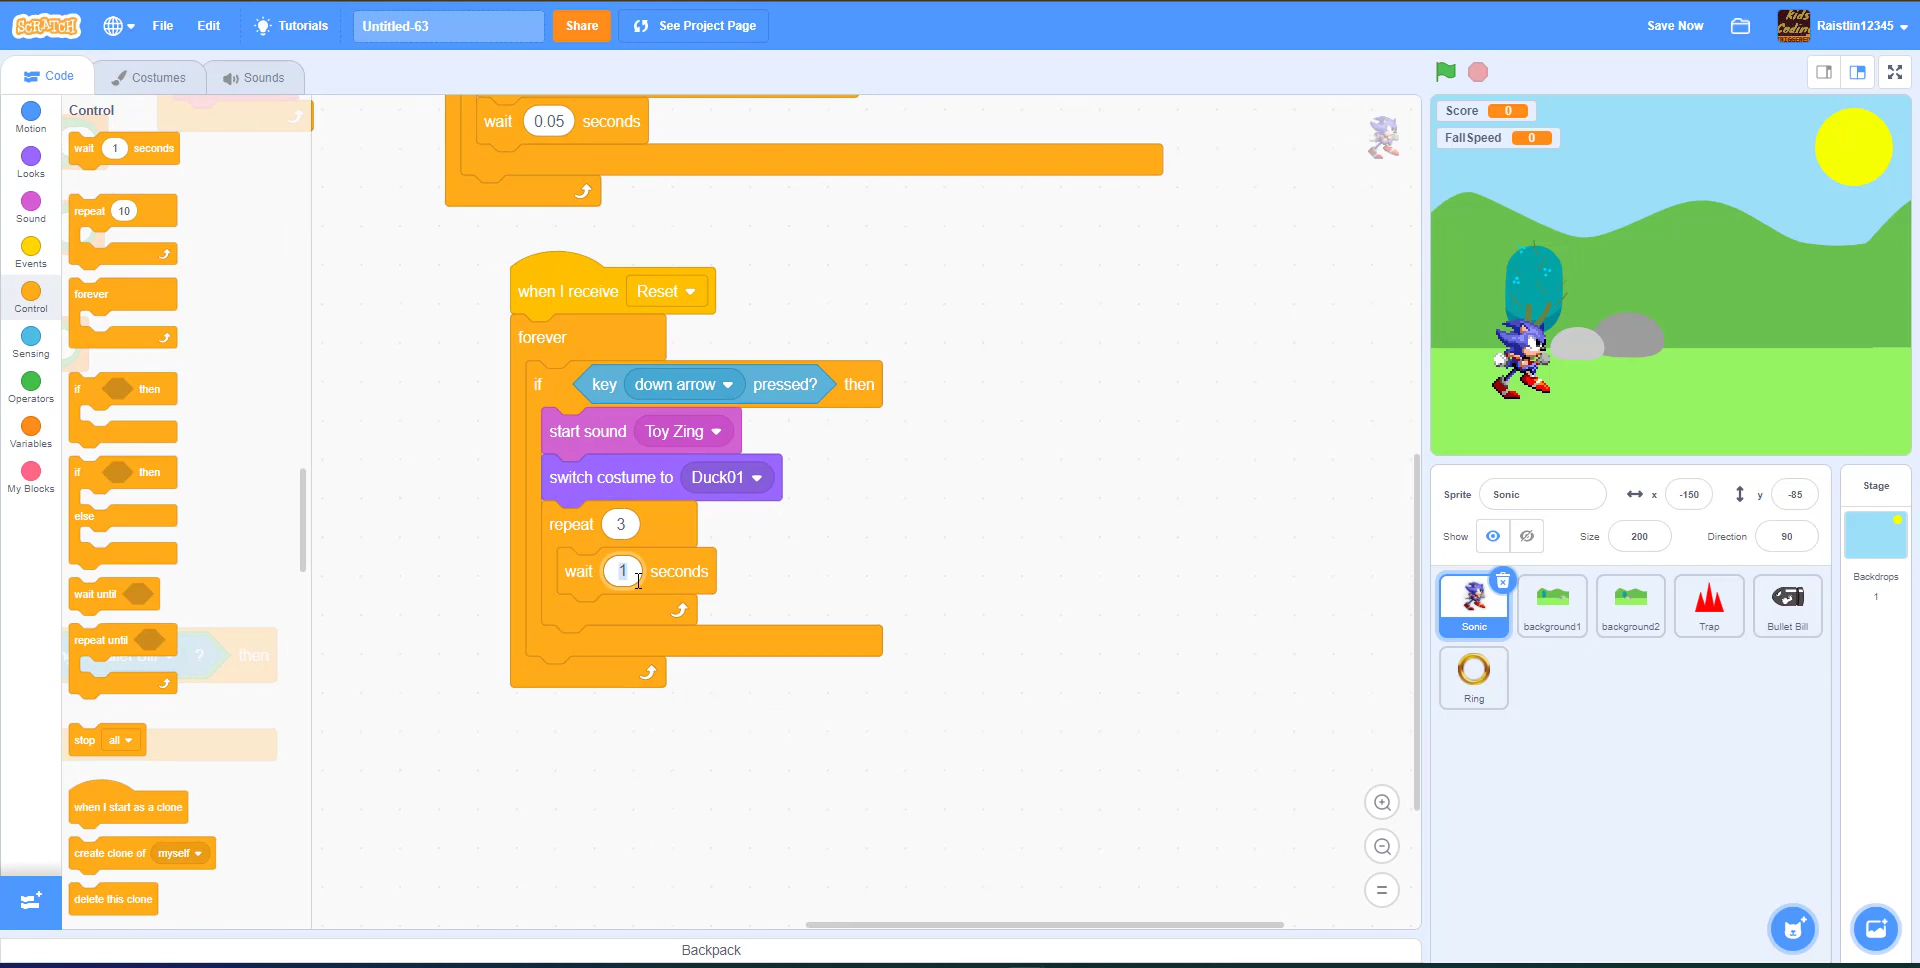 SCRATCH File Edit Tutorials Untitled-63 Share See Project Page Save Now Raistlin12345
Code Costumes Sounds
Motion
Looks
Sound
Events
Control
Sensing
Operators
Variables
My Blocks
Control
wait 1 seconds
repeat 10
forever
if then
if then
else
wait until
repeat until
? then
stop all
when I start as a clone
create clone of myself
delete this clone
wait 0.05 seconds
when I receive Reset
forever
if key down arrow pressed? then
start sound Toy Zing
switch costume to Duck01
repeat 3
wait 1 seconds
Backpack
Score 0
FallSpeed 0
Sprite Sonic x -150 y -85
Show Size 200 Direction 90
Sonic background1 background2 Trap Bullet Bill
Ring
Stage
Backdrops
1